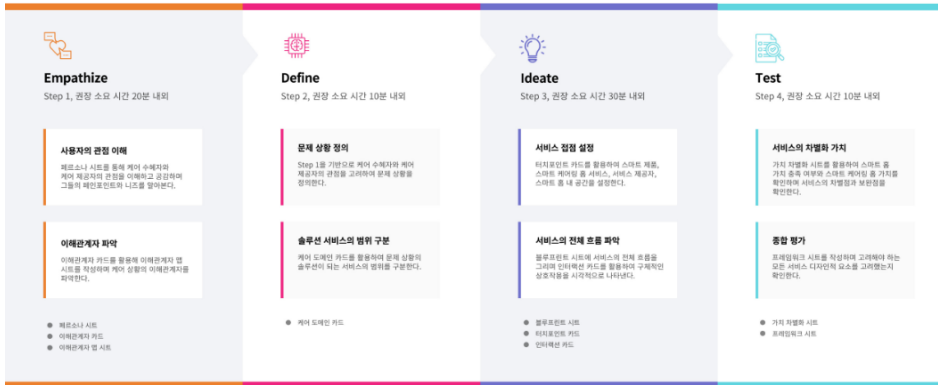 Empathize
Step 1, 권장 소요 시간 20분 내외
사용자의 관점 이해
페르소나 시트를 통해 케어 수혜자와
케어 제공자의 관점을 이해하고 공감하며
그들의 페인포인트와 니즈를 알아본다.
이해관계자 파악
이해관계자 카드를 활용해 이해관계자 맵
시트를 작성하며 케어 상황의 이해관계자를
파악한다.
페르소나 시트
이해관계자 카드
이해관계자 맵 시트
Define
Step 2, 권장 소요 시간 10분 내외
문제 상황 정의
Step 1을 기반으로 케어 수혜자와 케어
제공자의 관점을 고려하여 문제 상황을
정의한다.
솔루션 서비스의 범위 구분
케어 도메인 카드를 활용하여 문제 상황의
솔루션이 되는 서비스의 범위를 구분한다.
케어 도메인 카드
Ideate
Step 3, 권장 소요 시간 30분 내외
서비스 접점 설정
터치포인트 카드를 활용하여 스마트 제품,
스마트 케어링 홈 서비스, 서비스 제공자,
스마트 홈 내 공간을 설정한다.
서비스의 전체 흐름 파악
블루프린트 시트에 서비스의 전체 흐름을
그리며 인터랙션 카드를 활용하여 구체적인
상호작용을 시각적으로 나타낸다.
블루프린트 시트
터치포인트 카드
인터랙션 카드
Test
Step 4, 권장 소요 시간 10분 내외
서비스의 차별화 가치
가치 차별화 시트를 활용하여 스마트 홈
가치 충족 여부와 스마트 케어링 홈 가치를
확인하며 서비스의 차별점과 보완점을
확인한다.
종합 평가
프레임워크 시트를 작성하며 고려해야 하는
모든 서비스 디자인적 요소를 고려했는지
확인한다.
가치 차별화 시트
프레임워크 시트